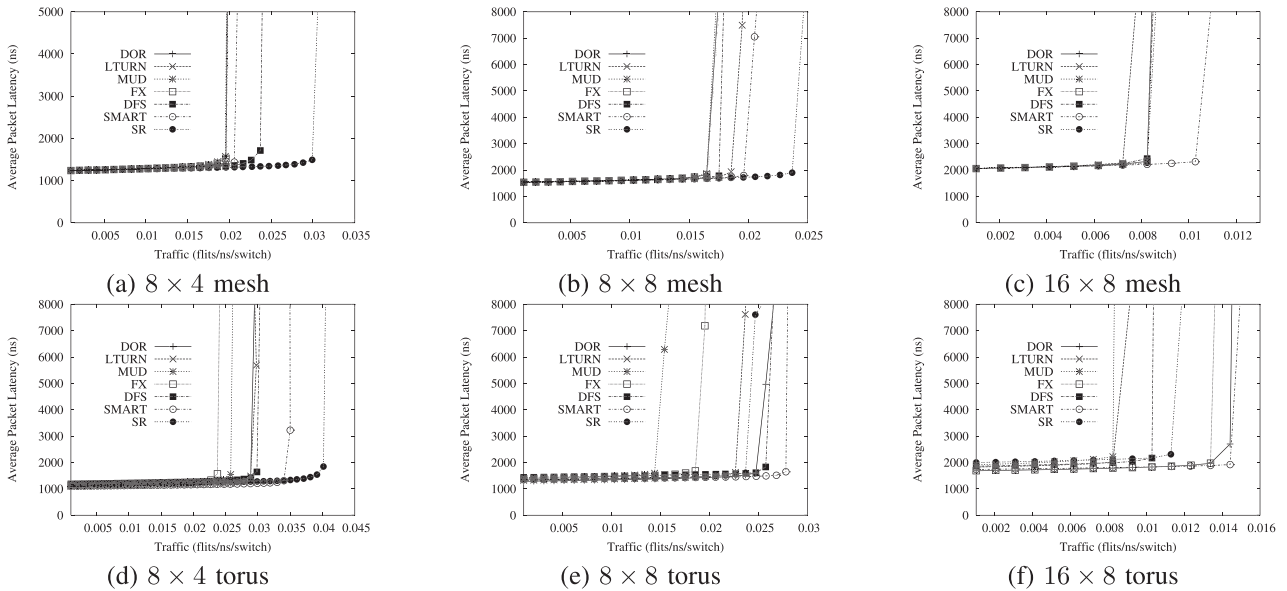 5000
4000
3000
2000
1000
0
Average Packet Latency (ns)
DOR
LTURN
MUD
FX
DFS
SMART
SR
0.005 0.01 0.015 0.02 0.025 0.03 0.035
Traffic (flits/ns/switch)
(a) 8 × 4 mesh
8000
7000
6000
5000
4000
3000
2000
1000
0
Average Packet Latency (ns)
DOR
LTURN
MUD
FX
DFS
SMART
SR
0.005 0.01 0.015 0.02 0.025
Traffic (flits/ns/switch)
(b) 8 × 8 mesh
8000
7000
6000
5000
4000
3000
2000
1000
0
Average Packet Latency (ns)
DOR
LTURN
MUD
FX
DFS
SMART
SR
0.002 0.004 0.006 0.008 0.01 0.012
Traffic (flits/ns/switch)
(c) 16 × 8 mesh
8000
7000
6000
5000
4000
3000
2000
1000
0
Average Packet Latency (ns)
DOR
LTURN
MUD
FX
DFS
SMART
SR
0.005 0.01 0.015 0.02 0.025 0.03 0.035 0.04 0.045
Traffic (flits/ns/switch)
(d) 8 × 4 torus
8000
7000
6000
5000
4000
3000
2000
1000
0
Average Packet Latency (ns)
DOR
LTURN
MUD
FX
DFS
SMART
SR
0.005 0.01 0.015 0.02 0.025 0.03
Traffic (flits/ns/switch)
(e) 8 × 8 torus
8000
7000
6000
5000
4000
3000
2000
1000
0
Average Packet Latency (ns)
DOR
LTURN
MUD
FX
DFS
SMART
SR
0.002 0.004 0.006 0.008 0.01 0.012 0.014 0.016
Traffic (flits/ns/switch)
(f) 16 × 8 torus